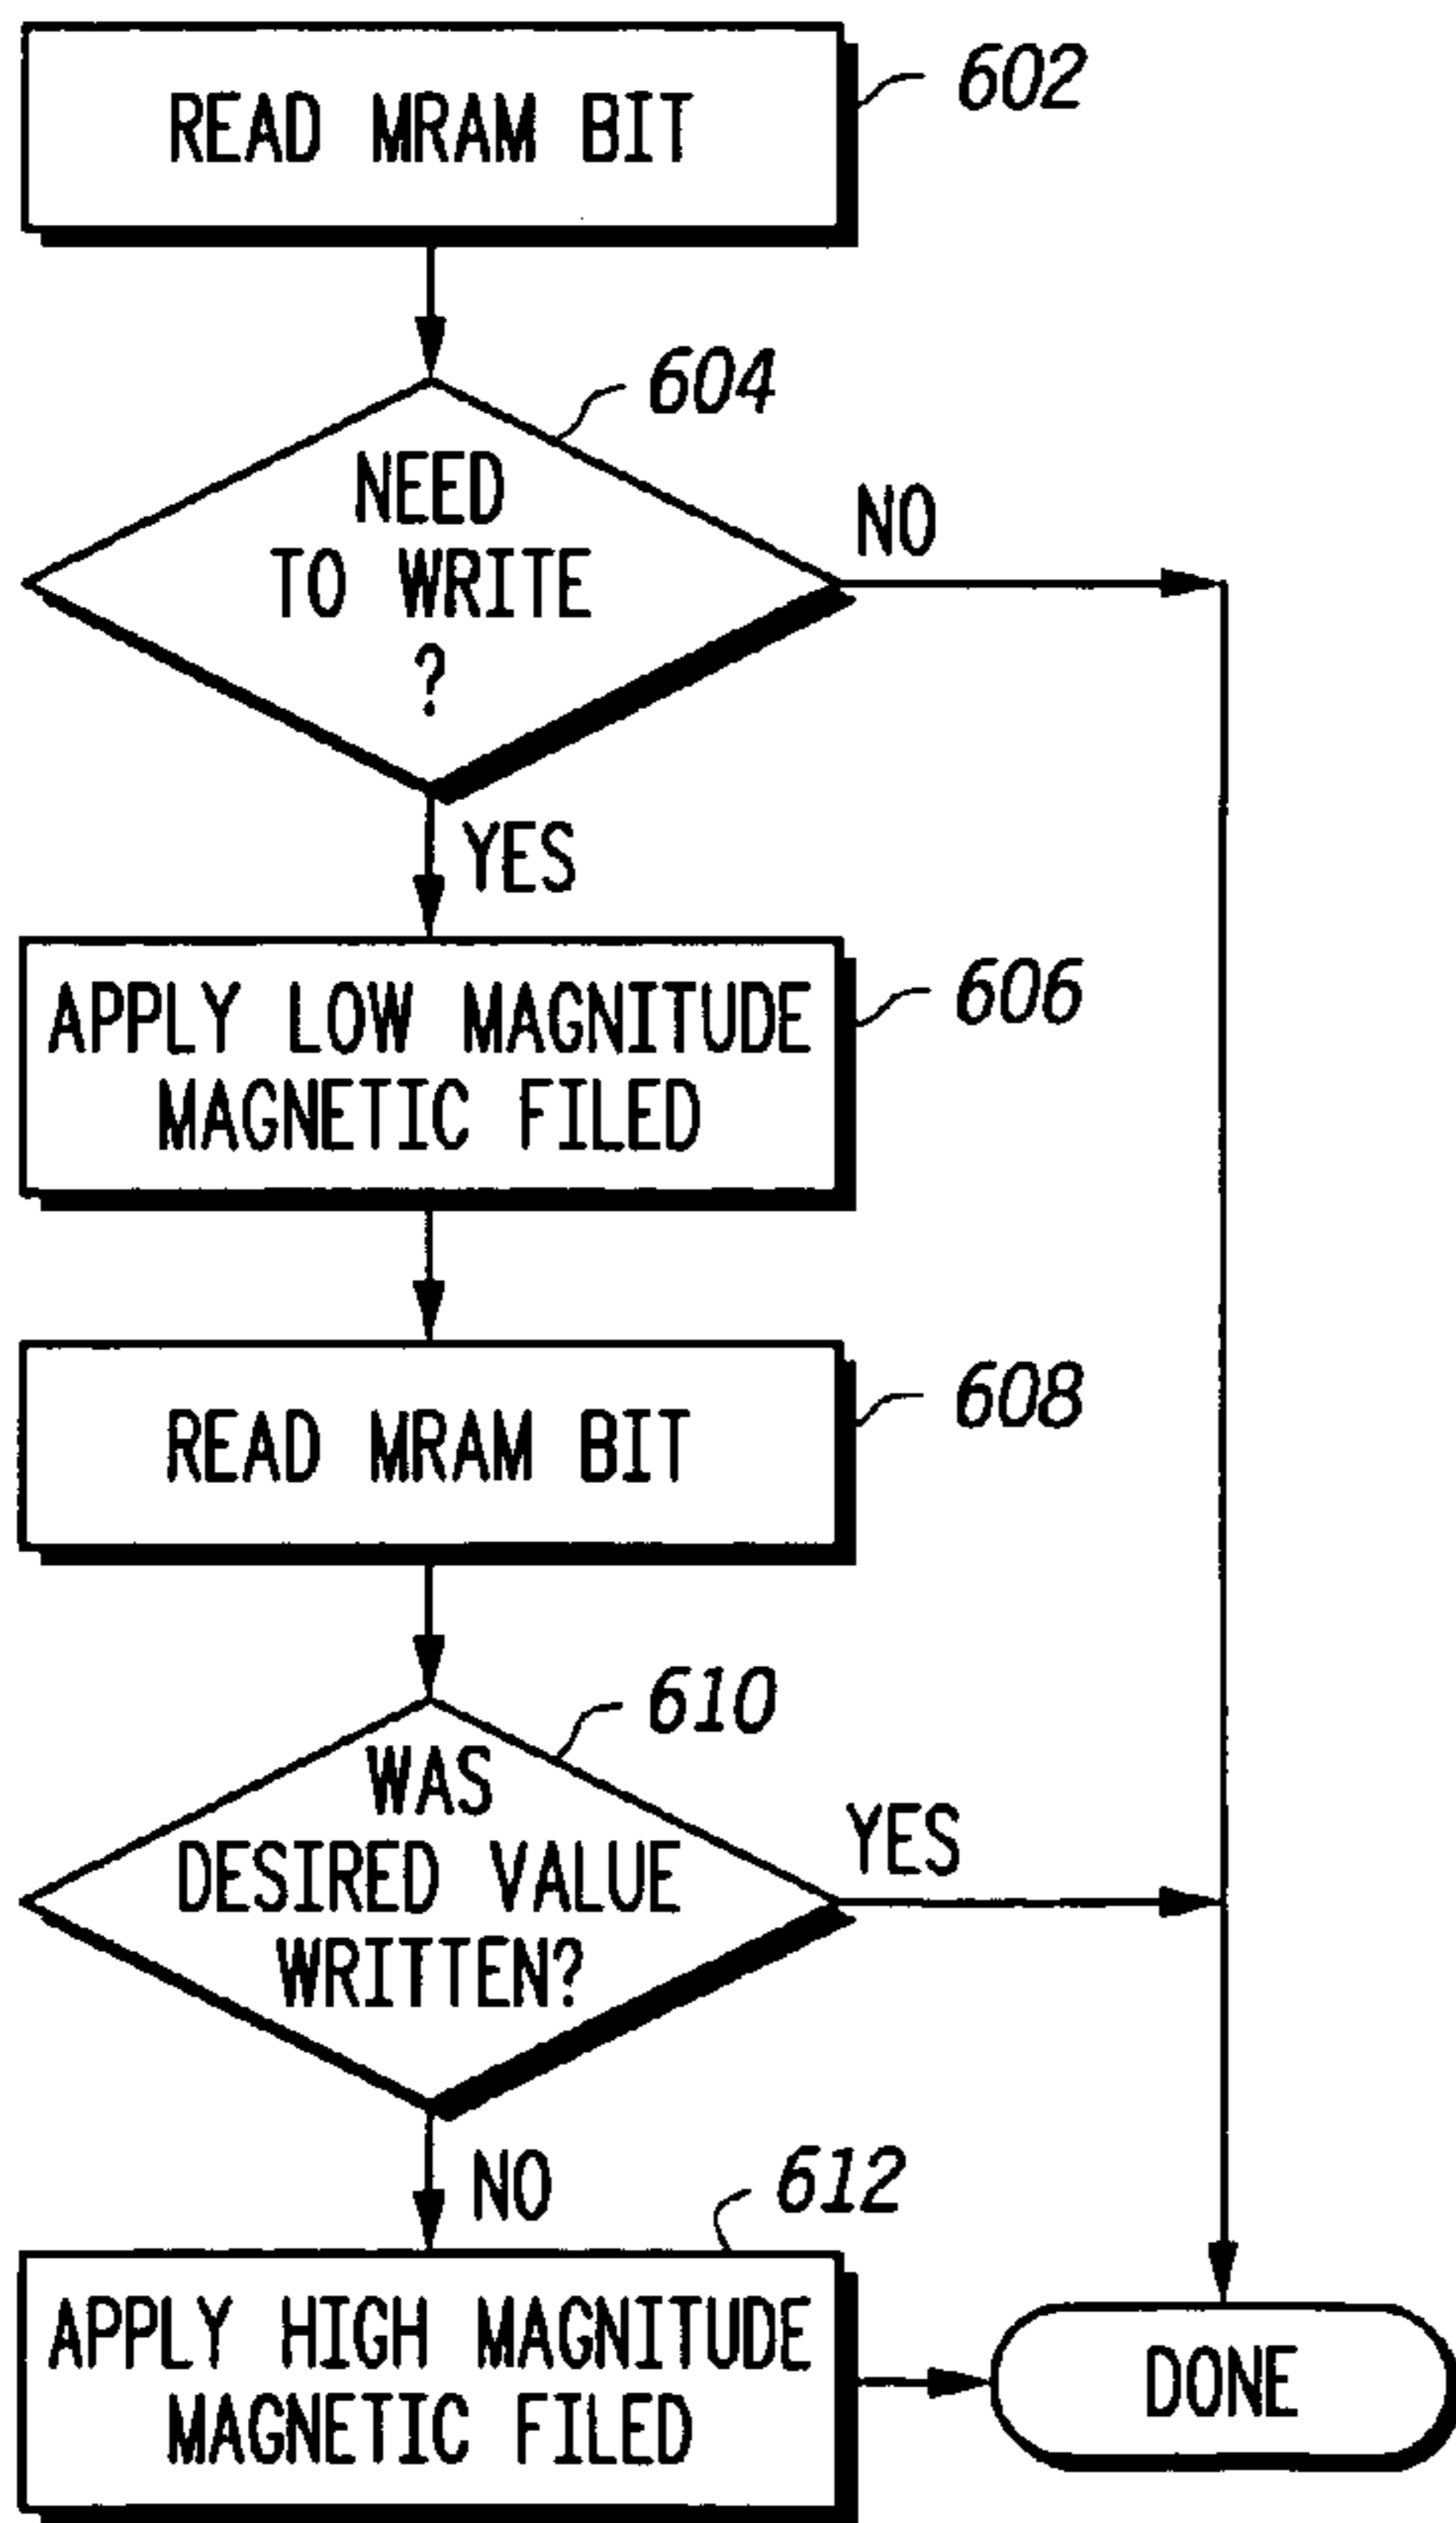 READ MRAM BIT
602
604
NEED
TO WRITE
?
NO
YES
APPLY LOW MAGNITUDE
MAGNETIC FILED
606
READ MRAM BIT
608
610
WAS
DESIRED VALUE
WRITTEN?
YES
NO
612
APPLY HIGH MAGNITUDE
MAGNETIC FILED
DONE